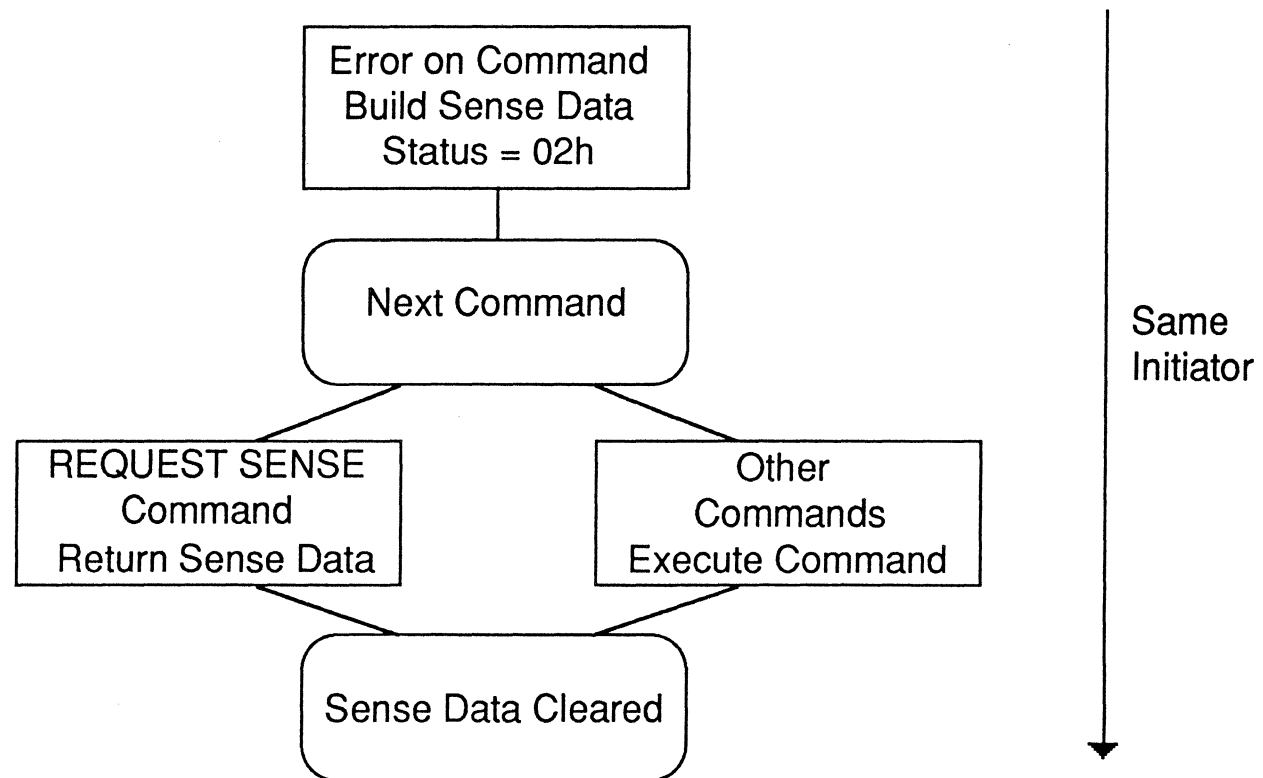 Error on Command
Build Sense Data
Status = 02h
Next Command
Same
Initiator
REQUEST SENSE
Command
Return Sense Data
Other
Commands
Execute Command
Sense Data Cleared